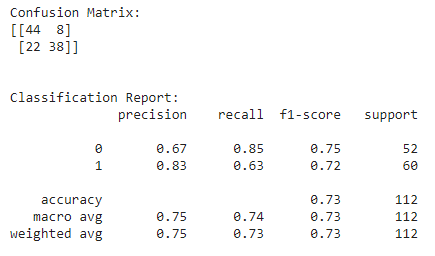 Confusion Matrix:
[[44  8]
 [22 38]]
Classification Report:
              precision    recall  f1-score   support
           0       0.67      0.85      0.75        52
           1       0.83      0.63      0.72        60
    accuracy                           0.73       112
   macro avg       0.75      0.74      0.73       112
weighted avg       0.75      0.73      0.73       112